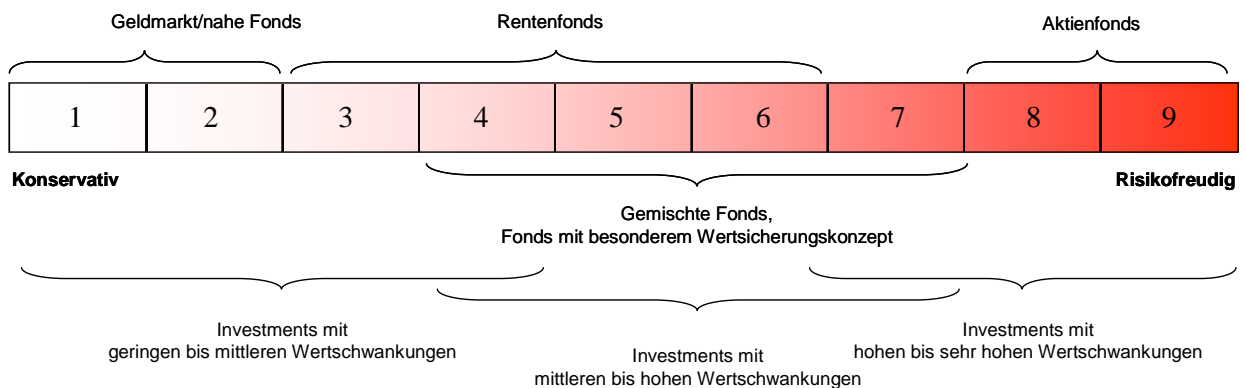 Geldmarkt/nahe Fonds
Rentenfonds
Aktienfonds
1 2 3 4 5 6 7 8 9
Konservativ
Risikofreudig
Gemischte Fonds,
Fonds mit besonderem Wertsicherungskonzept
Investments mit
geringen bis mittleren Wertschwankungen
Investments mit
mittleren bis hohen Wertschwankungen
Investments mit
hohen bis sehr hohen Wertschwankungen